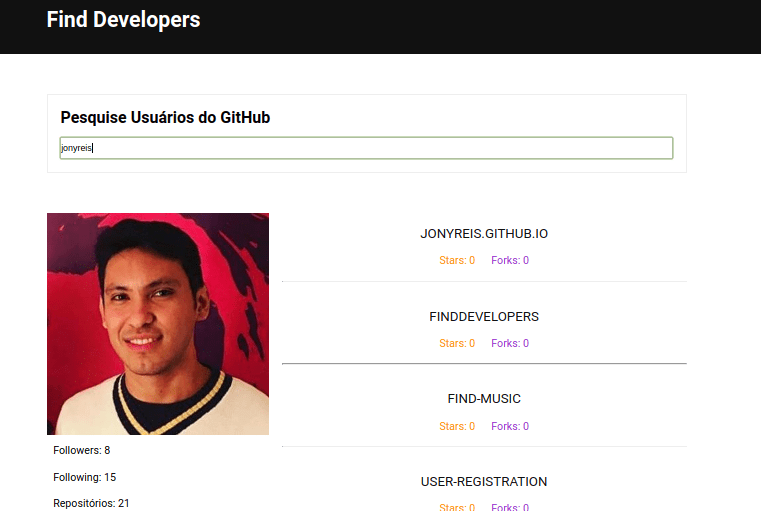 Find Developers
Pesquise Usuários do GitHub
jonyreis
JONYREIS.GITHUB.IO
Stars: 0 Forks: 0
FINDDEVELOPERS
Stars: 0 Forks: 0
FIND-MUSIC
Stars: 0 Forks: 0
USER-REGISTRATION
Stars: 0 Forks: 0
Followers: 8
Following: 15
Repositórios: 21